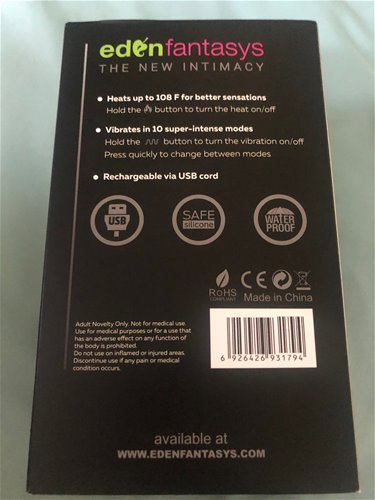 edenfantasys
THE NEW INTIMACY
• Heats up to 108 F for better sensations
Hold the button to turn the heat on/off
• Vibrates in 10 super-intense modes
Hold the button to turn the vibration on/off
Press quickly to change between modes
• Rechargeable via USB cord
USB
SAFE
silicone
WATER
PROOF
RoHS
COMPLIANT
CE
Made in China
Adult Novelty Only. Not for medical use.
Use for medical purposes or for a use that
has an adverse effect on any function of
the body is prohibited.
Do not use on inflamed or injured areas.
Discontinue use if any pain or medical
condition occurs.
6 926426 931794
available at
WWW.EDENFANTASYS.COM